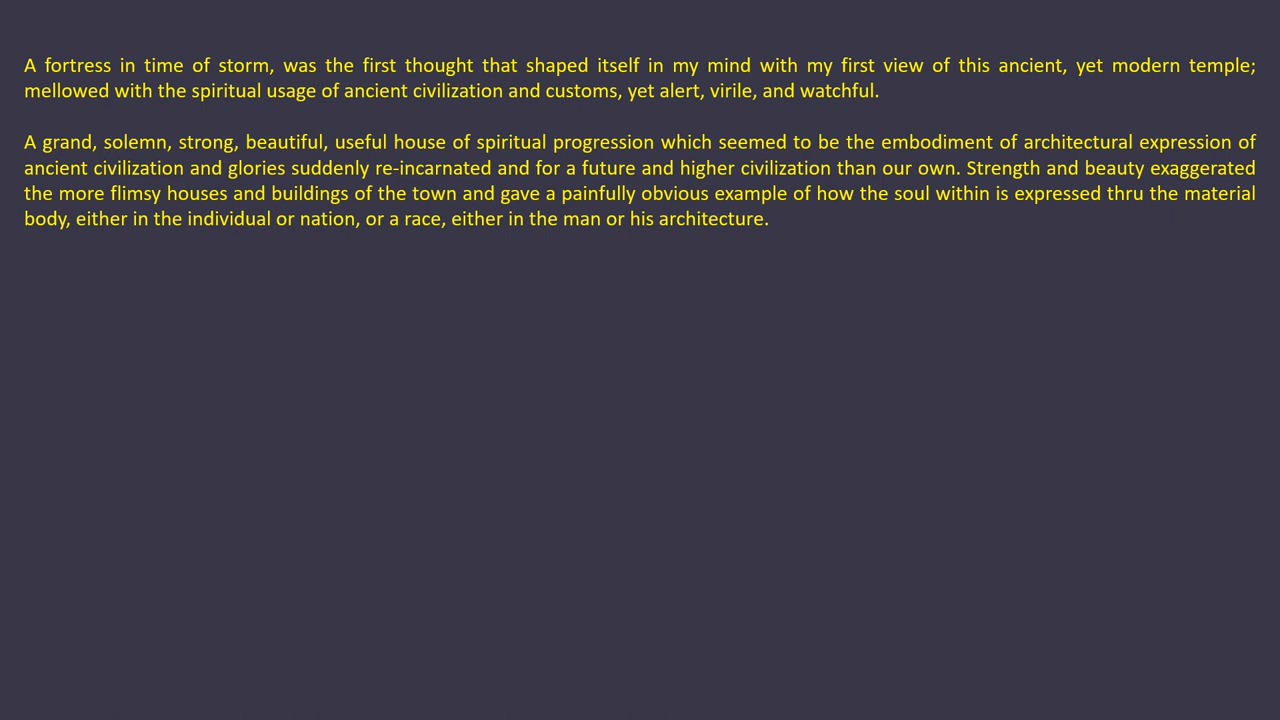 A fortress in time of storm, was the first thought that shaped itself in my mind with my first view of this ancient, yet modern temple;
mellowed with the spiritual usage of ancient civilization and customs, yet alert, virile, and watchful.
A grand, solemn, strong, beautiful, useful house of spiritual progression which seemed to be the embodiment of architectural expression of
ancient civilization and glories suddenly re-incarnated and for a future and higher civilization than our own. Strength and beauty exaggerated
the more flimsy houses and buildings of the town and gave a painfully obvious example of how the soul within is expressed thru the material
body, either in the individual or nation, or a race, either in the man or his architecture.